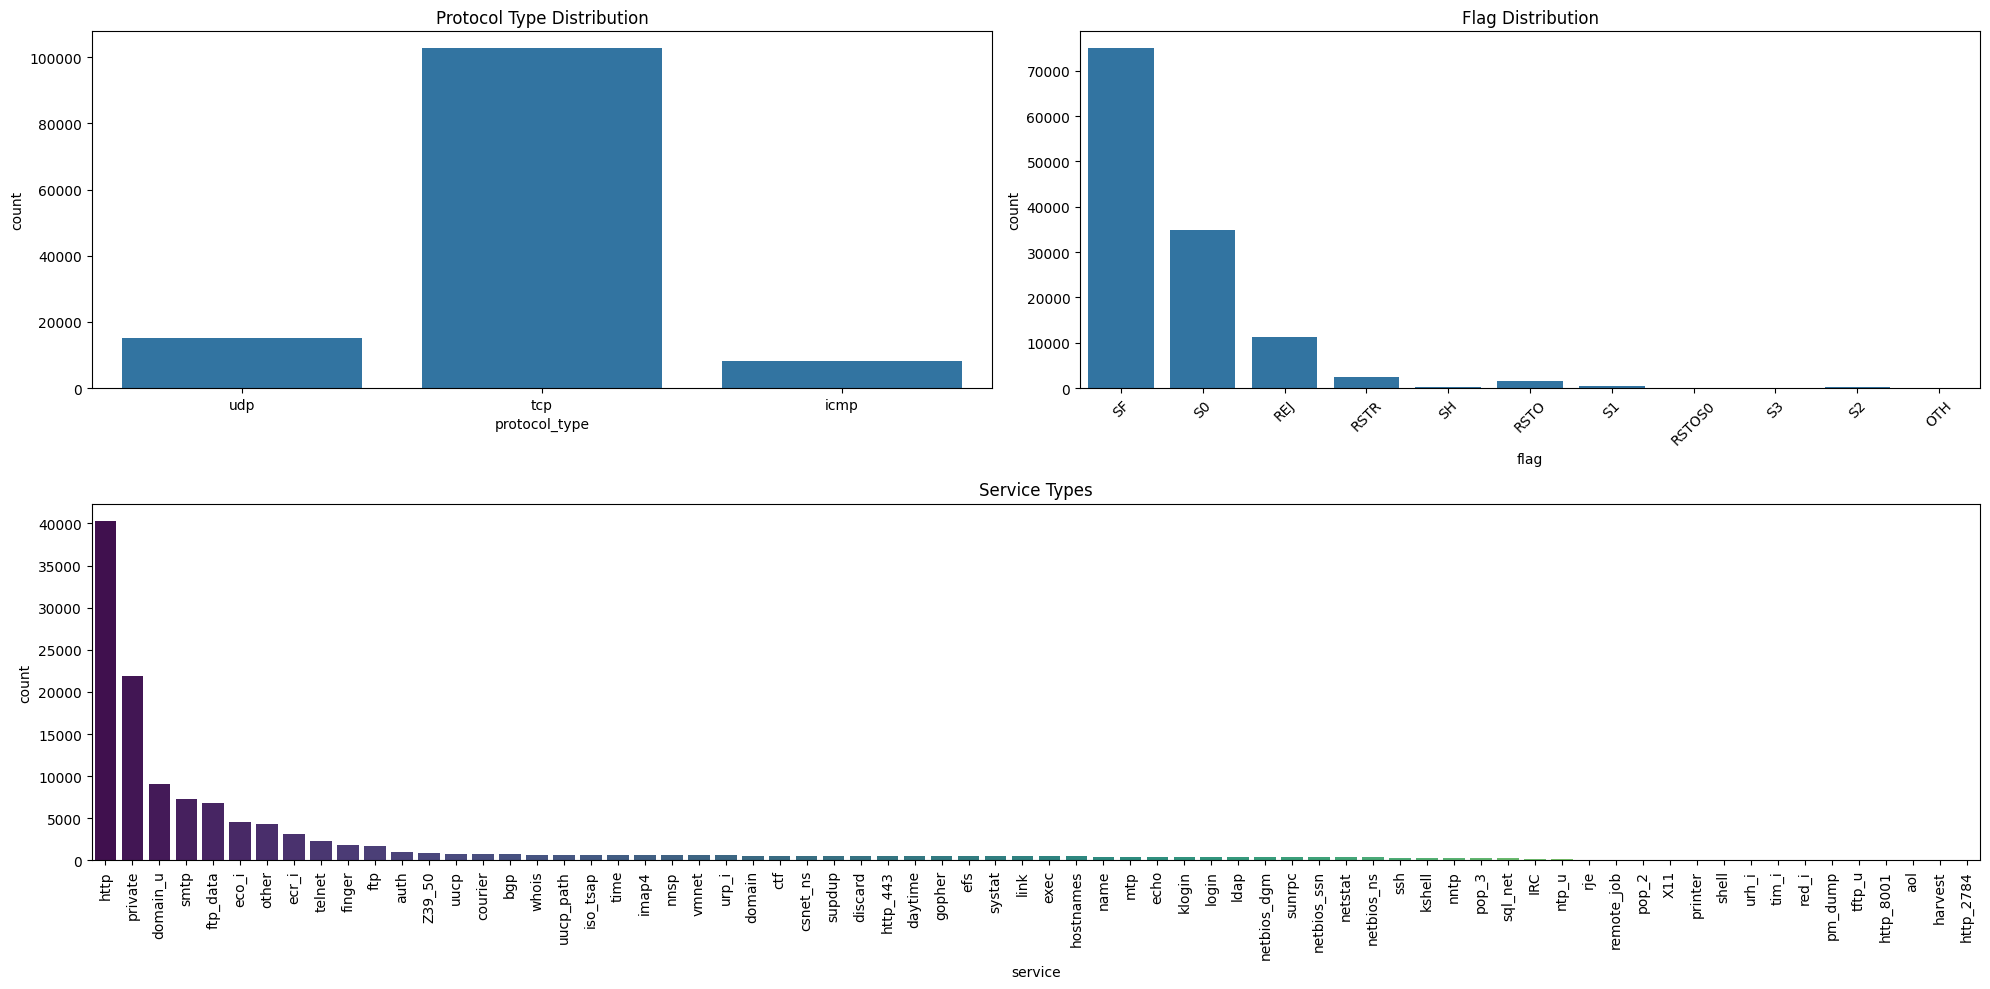 Protocol Type Distribution
100000
80000
60000
40000
20000
0
count
udp tcp icmp
protocol_type
Flag Distribution
70000
60000
50000
40000
30000
20000
10000
0
count
SF S0 REJ RSTR SH RSTO S1 RSTOS0 S3 S2 OTH
flag
Service Types
40000
35000
30000
25000
20000
15000
10000
5000
0
count
http private domain_u smtp ftp_data eco_i other ecr_i telnet finger ftp auth Z39_50 uucp courier bgp whois uucp_path iso_tsap time imap4 nnsp vmnet urp_i domain ctf csnet_ns supdup discard http_443 daytime gopher efs systat link exec hostnames name mtp echo klogin login ldap netbios_dgm sunrpc netbios_ssn netstat netbios_ns ssh kshell nntp pop_3 sql_net IRC ntp_u rje remote_job pop_2 X11 printer shell urh_i tim_i red_i pm_dump tftp_u http_8001 aol harvest http_2784
service